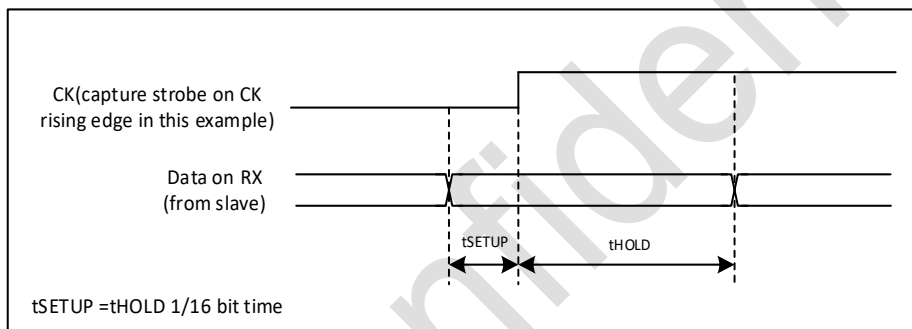 CK(capture strobe on CK
rising edge in this example)
Data on RX
(from slave)
tSETUP
tHOLD
tSETUP =tHOLD 1/16 bit time